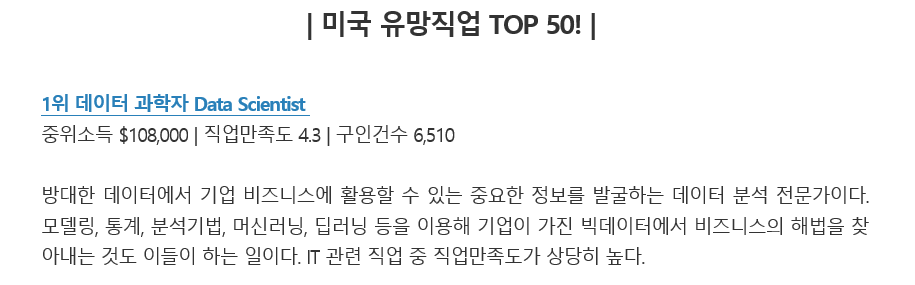 | 미국 유망직업 TOP 50! |
1위 데이터 과학자 Data Scientist
중위소득 $108,000 | 직업만족도 4.3 | 구인건수 6,510
방대한 데이터에서 기업 비즈니스에 활용할 수 있는 중요한 정보를 발굴하는 데이터 분석 전문가이다.
모델링, 통계, 분석기법, 머신러닝, 딥러닝 등을 이용해 기업이 가진 빅데이터에서 비즈니스의 해법을 찾
아내는 것도 이들이 하는 일이다. IT 관련 직업 중 직업만족도가 상당히 높다.